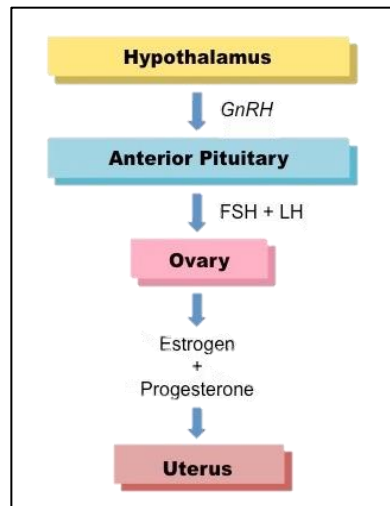 Hypothalamus
GnRH
Anterior Pituitary
FSH + LH
Ovary
Estrogen
+
Progesterone
Uterus